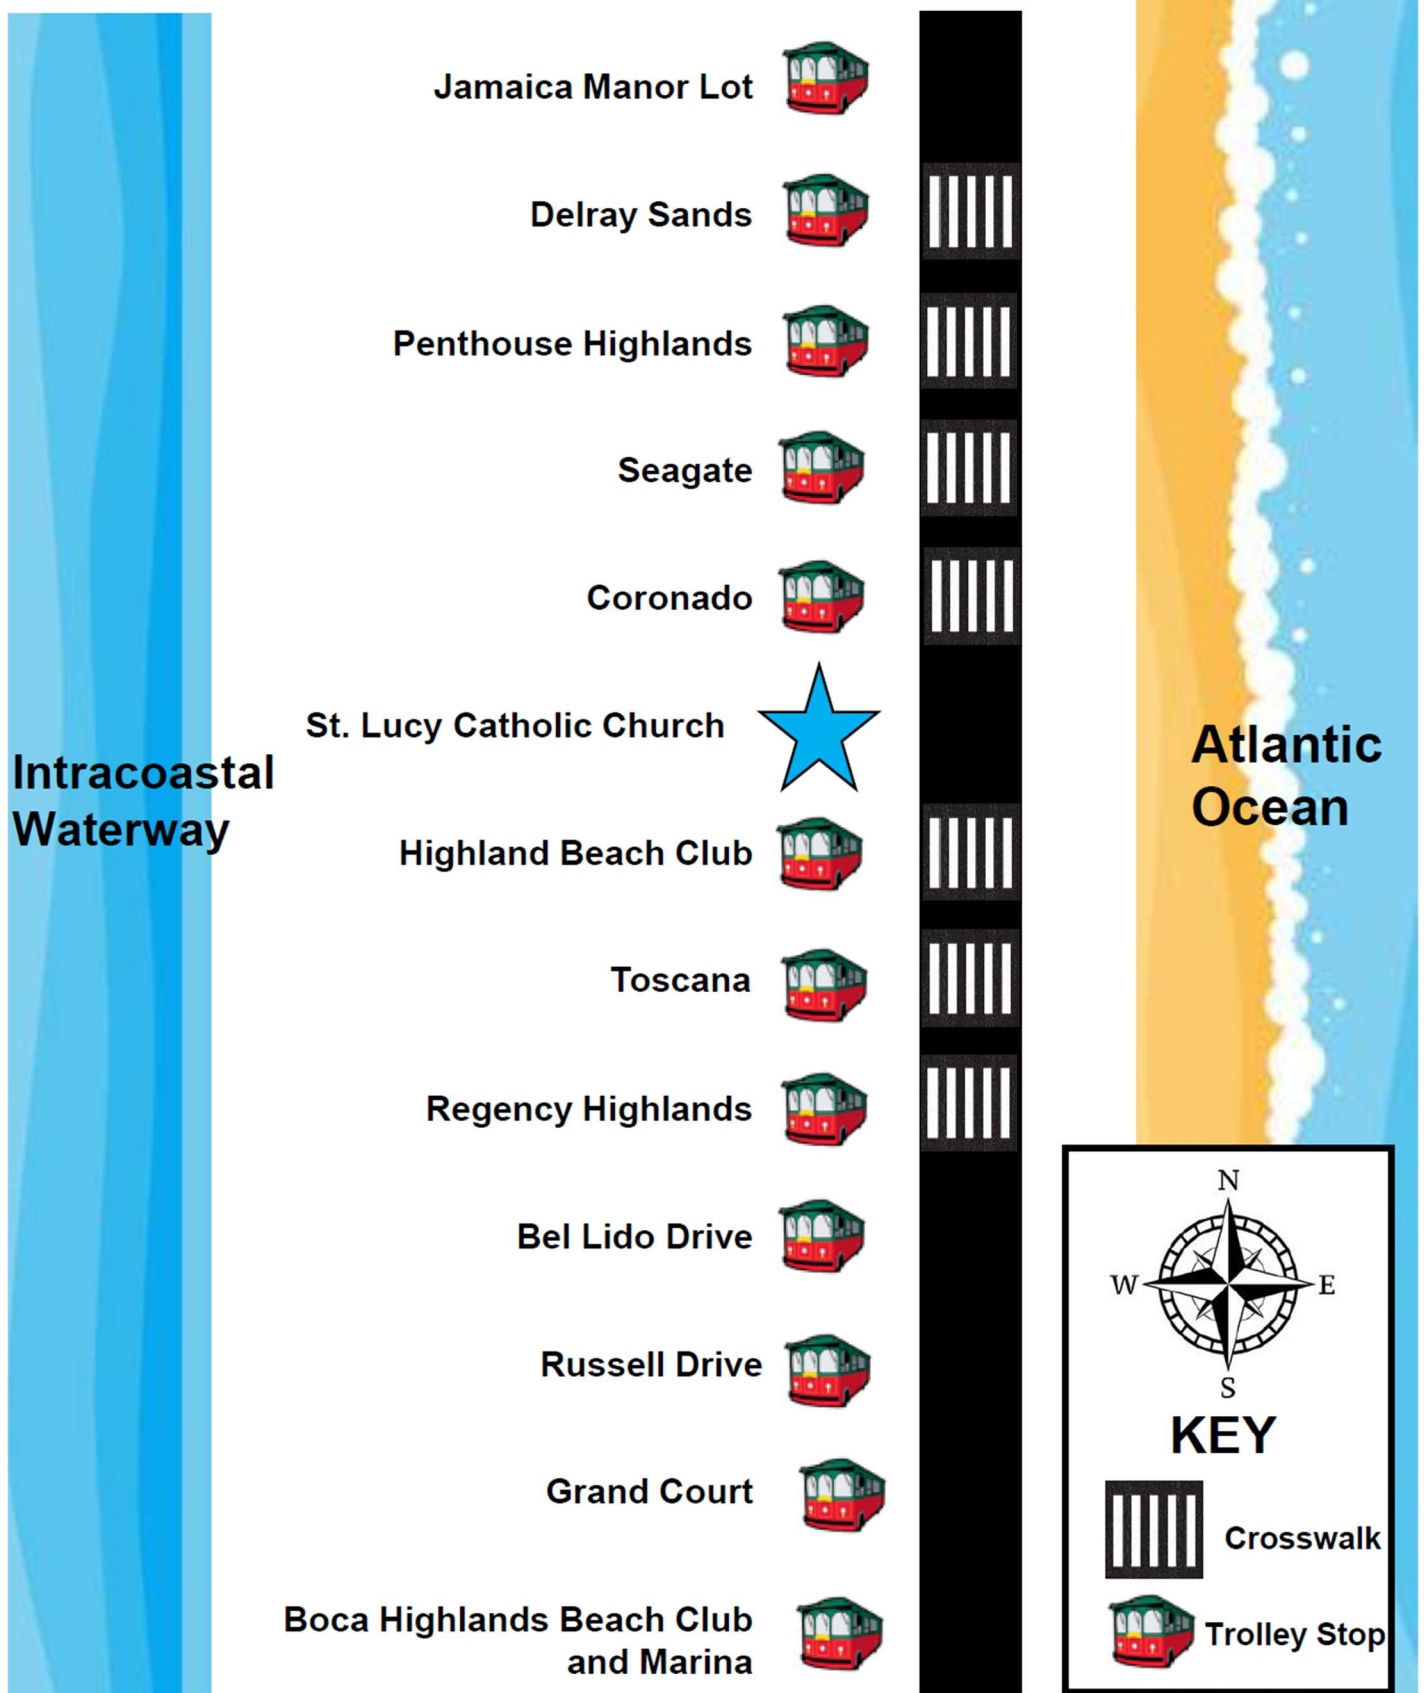 Jamaica Manor Lot
Delray Sands
Penthouse Highlands
Seagate
Coronado
St. Lucy Catholic Church
Intracoastal
Waterway
Atlantic
Ocean
Highland Beach Club
Toscana
Regency Highlands
Bel Lido Drive
Russell Drive
Grand Court
Boca Highlands Beach Club
and Marina
N
W
E
S
KEY
Crosswalk
Trolley Stop